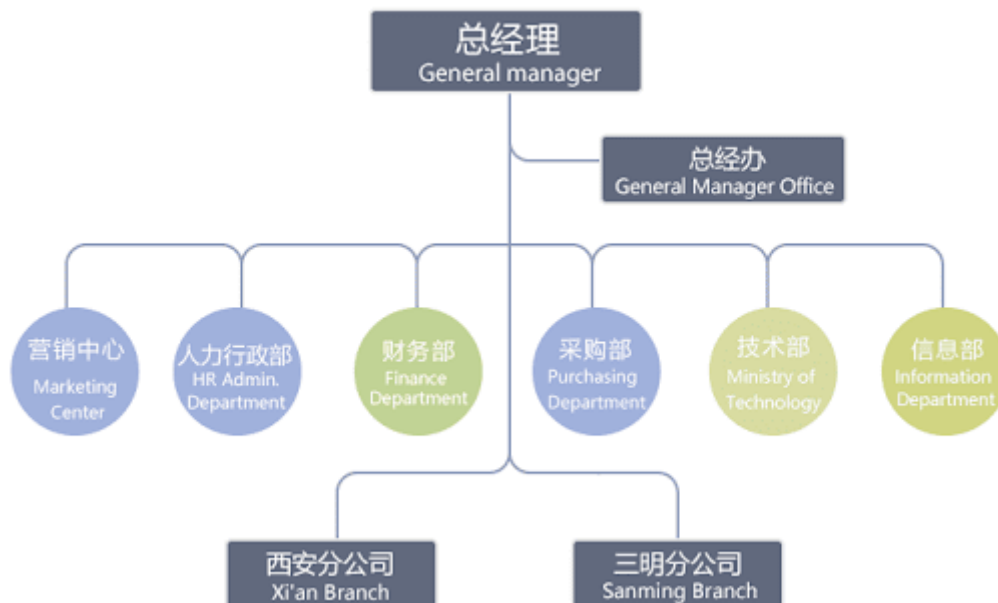 总经理
General manager
总经办
General Manager Office
营销中心
Marketing
Center
人力行政部
HR Admin.
Department
财务部
Finance
Department
采购部
Purchasing
Department
技术部
Ministry of
Technology
信息部
Information
Department
西安分公司
Xi'an Branch
三明分公司
Sanming Branch